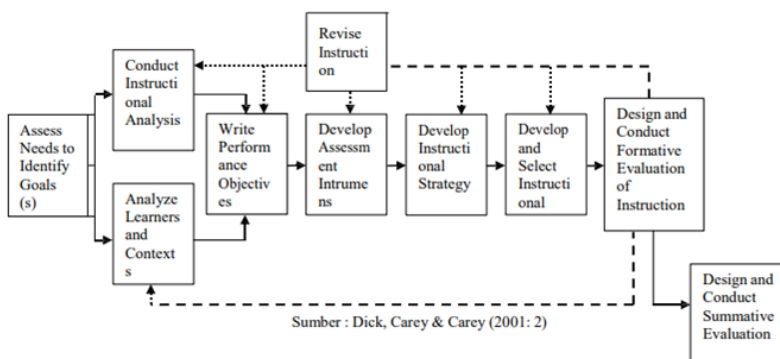 Revise
Instructi
on
Conduct
Instructi
onal
Analysis
Assess
Needs to
Identify
Goals
(s)
Write
Perform
ance
Objectiv
es
Develop
Assessm
ent
Intrume
ns
Develop
Instructi
onal
Strategy
Develop
and
Select
Instructi
onal
Design and
Conduct
Formative
Evaluation
of
Instruction
Analyze
Learners
and
Context
s
Design and
Conduct
Summative
Evaluation
Sumber : Dick, Carey & Carey (2001: 2)